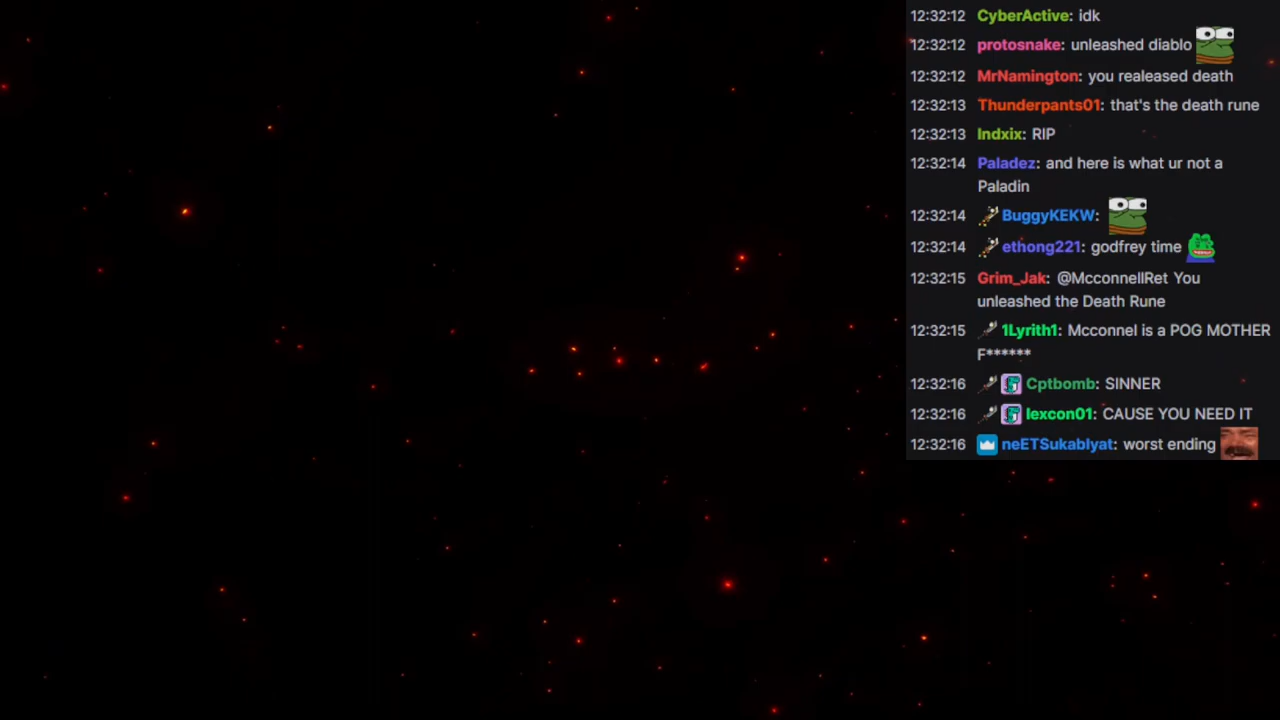 12:32:12 CyberActive: idk
12:32:12 protosnake: unleashed diablo
12:32:12 MrNamington: you realeased death
12:32:13 Thunderpants01: that's the death rune
12:32:13 Indxix: RIP
12:32:14 Paladez: and here is what ur not a
Paladin
12:32:14 BuggyKEKW:
12:32:14 ethong221: godfrey time
12:32:15 Grim_Jak: @McconnellRet You
unleashed the Death Rune
12:32:15 1Lyrith1: Mcconnel is a POG MOTHER
F******
12:32:16 Cptbomb: SINNER
12:32:16 lexcon01: CAUSE YOU NEED IT
12:32:16 neETSukablyat: worst ending